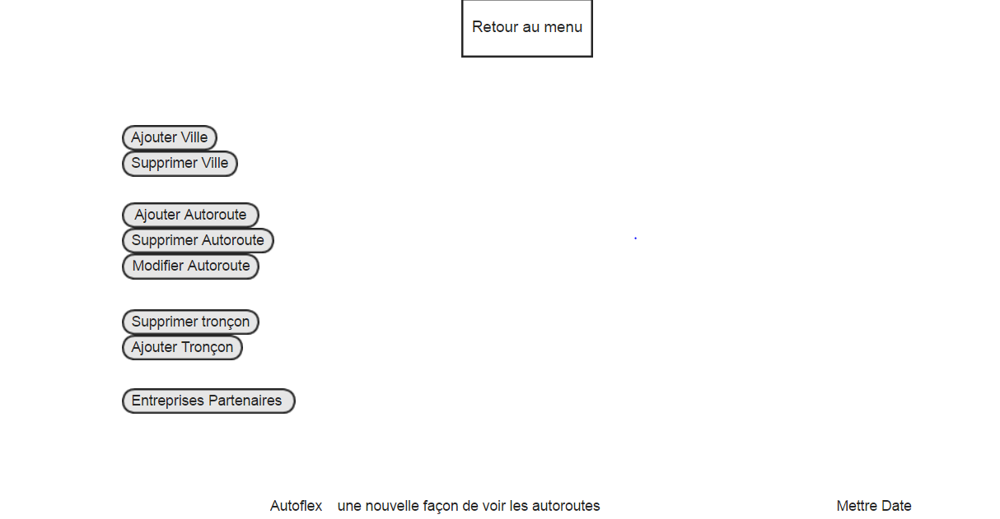 Retour au menu
Ajouter Ville
Supprimer Ville
Ajouter Autoroute
Supprimer Autoroute
Modifier Autoroute
Supprimer tronçon
Ajouter Tronçon
Entreprises Partenaires
Autoflex une nouvelle façon de voir les autoroutes Mettre Date